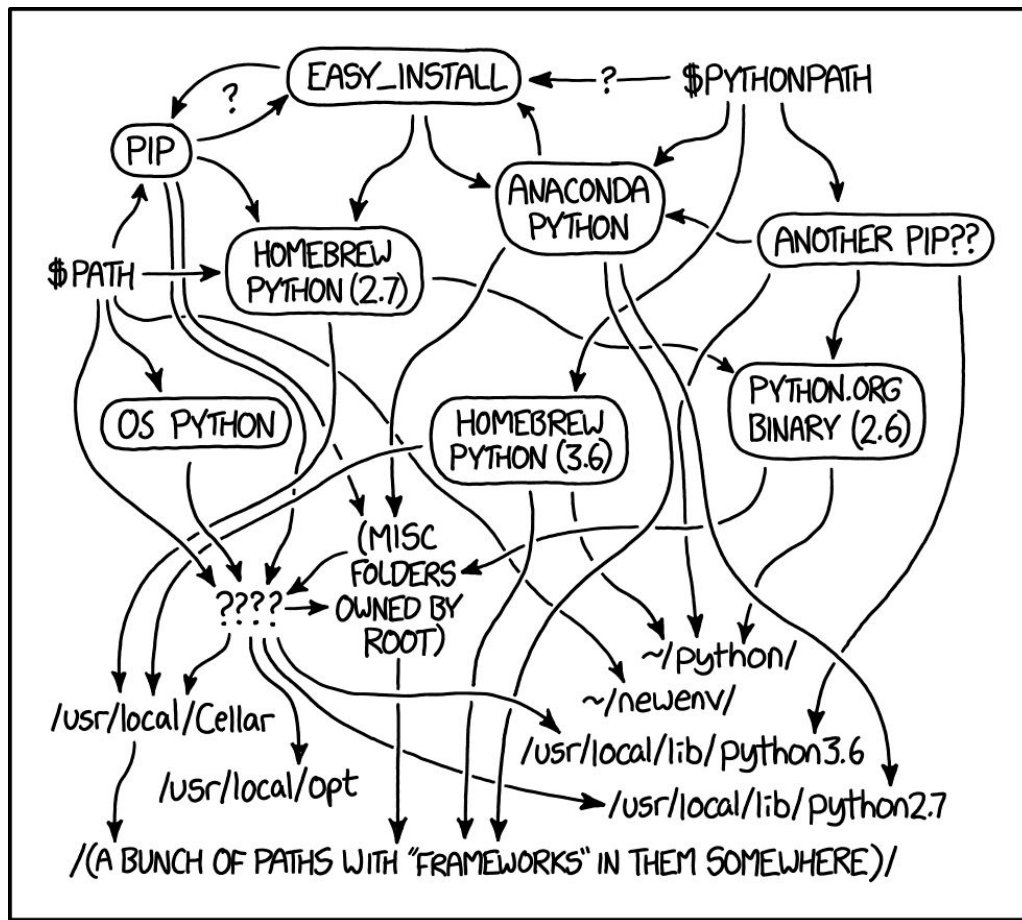 EASY_INSTALL
?
$PYTHONPATH
?
PIP
ANACONDA
PYTHON
ANOTHER PIP??
HOMEBREW
PYTHON (2.7)
$PATH
PYTHON.ORG
BINARY (2.6)
OS PYTHON
HOMEBREW
PYTHON (3.6)
(MISC
FOLDERS
OWNED BY
ROOT)
????
~/python/
~/newenv/
/usr/local/Cellar
/usr/local/lib/python3.6
/usr/local/opt
/usr/local/lib/python2.7
/(A BUNCH OF PATHS WITH "FRAMEWORKS" IN THEM SOMEWHERE)/